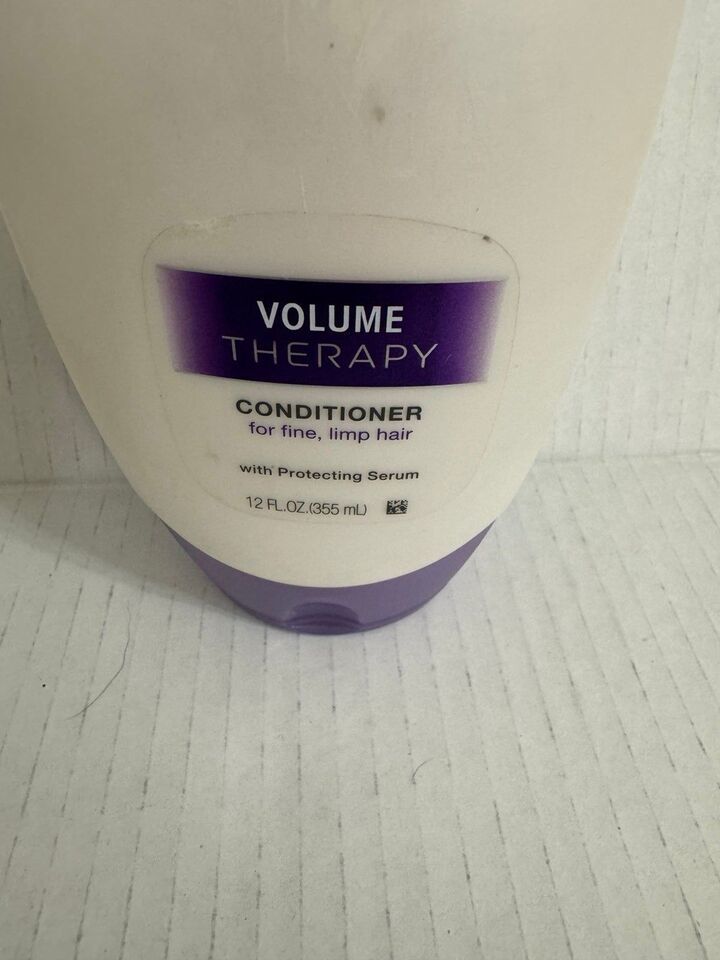 VOLUME
THERAPY
CONDITIONER
for fine, limp hair
with Protecting Serum
12 FL.OZ.(355 mL)